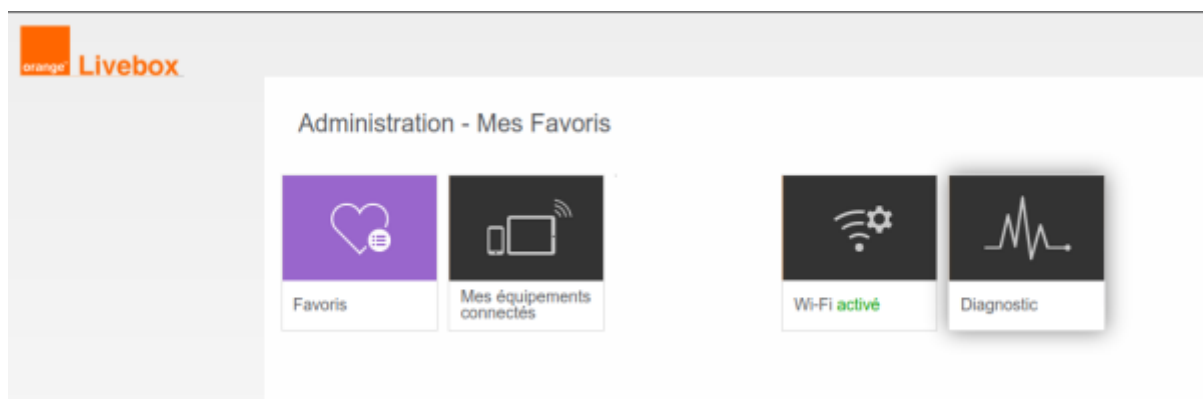 orange
Livebox
Administration - Mes Favoris
Favoris
Mes équipements
connectés
Wi-Fi activé
Diagnostic